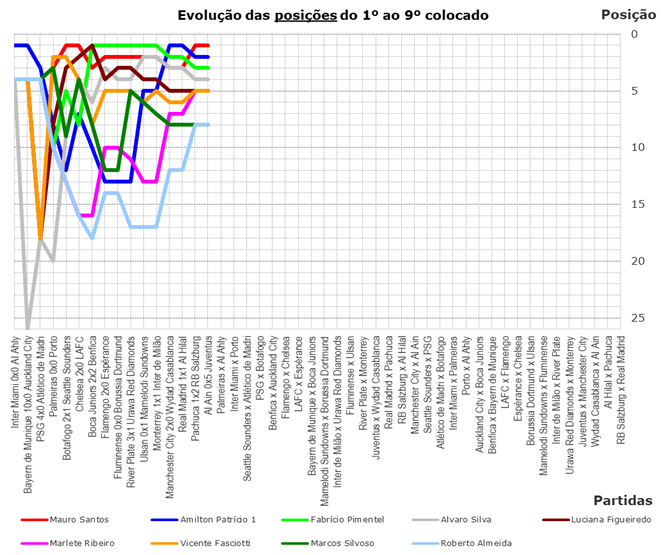 Evolução das posições do 1º ao 9º colocado
Posição
0
5
10
15
20
25
Inter Miami 0x0 Al Ahly
Bayern de Munique 10x0 Auckland City
PSG 4x0 Atlético de Madri
Palmeiras 0x0 Porto
Botafogo 2x1 Seattle Sounders
Chelsea 2x0 LAFC
Boca Juniors 2x2 Benfica
Flamengo 2x0 Espérance
Fluminense 0x0 Borussia Dortmund
River Plate 3x1 Urawa Red Diamonds
Ulsan 0x1 Mamelodi Sundowns
Monterrey 1x1 Inter de Milão
Manchester City 2x0 Wydad Casablanca
Real Madrid 1x1 Al Hilal
Pachuca 1x2 RB Salzburg
Al Ain 0x5 Juventus
Palmeiras x Al Ahly
Inter Miami x Porto
Seattle Sounders x Atlético de Madri
PSG x Botafogo
Benfica x Auckland City
Flamengo x Chelsea
LAFC x Espérance
Bayern de Munique x Boca Juniors
Mamelodi Sundowns x Borussia Dortmund
Inter de Milão x Urawa Red Diamonds
Fluminense x Ulsan
River Plate x Monterrey
Juventus x Wydad Casablanca
Real Madrid x Pachuca
RB Salzburg x Al Hilal
Manchester City x Al Ain
Seattle Sounders x PSG
Atlético de Madri x Botafogo
Inter Miami x Palmeiras
Porto x Al Ahly
Auckland City x Boca Juniors
Benfica x Bayern de Munique
LAFC x Flamengo
Espérance x Chelsea
Borussia Dortmund x Ulsan
Mamelodi Sundowns x Fluminense
Inter de Milão x River Plate
Urawa Red Diamonds x Monterrey
Juventus x Manchester City
Wydad Casablanca x Al Ain
Al Hilal x Pachuca
RB Salzburg x Real Madrid
Partidas
Mauro Santos
Amilton Patrício 1
Fabrício Pimentel
Alvaro Silva
Luciana Figueiredo
Marlete Ribeiro
Vicente Fasciotti
Marcos Silvoso
Roberto Almeida